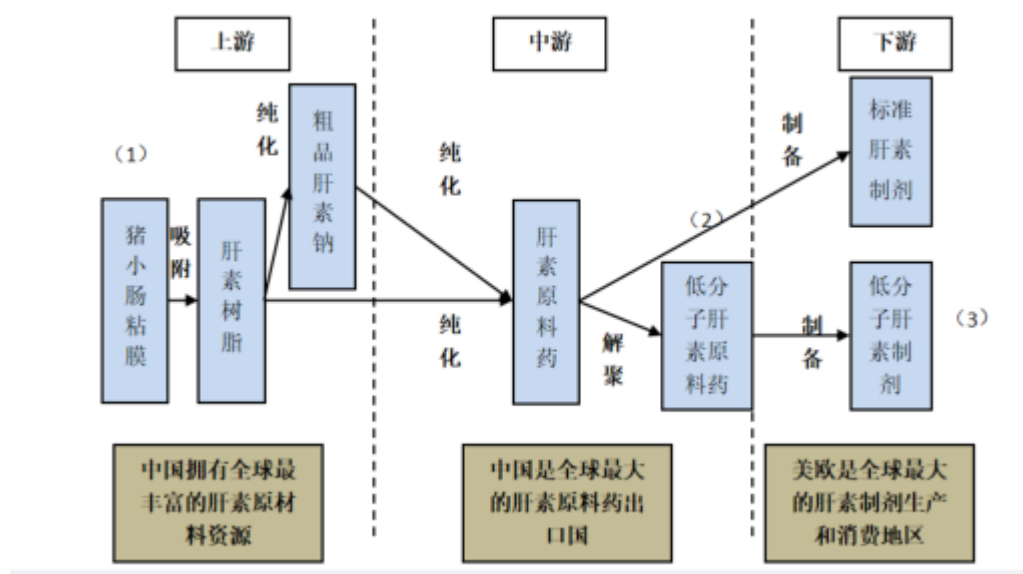 上游
中游
下游
（1）
猪小肠粘膜
吸附
肝素树脂
纯化
粗品肝素钠
纯化
纯化
肝素原料药
（2）
制备
标准肝素制剂
解聚
低分子肝素原料药
制备
低分子肝素制剂
（3）
中国拥有全球最
丰富的肝素原材
料资源
中国是全球最大
的肝素原料药出
口国
美欧是全球最大
的肝素制剂生产
和消费地区